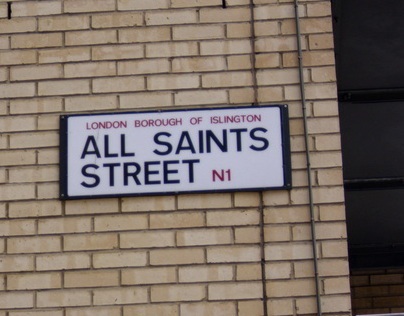 LONDON BOROUGH OF ISLINGTON
ALL SAINTS
STREET N1